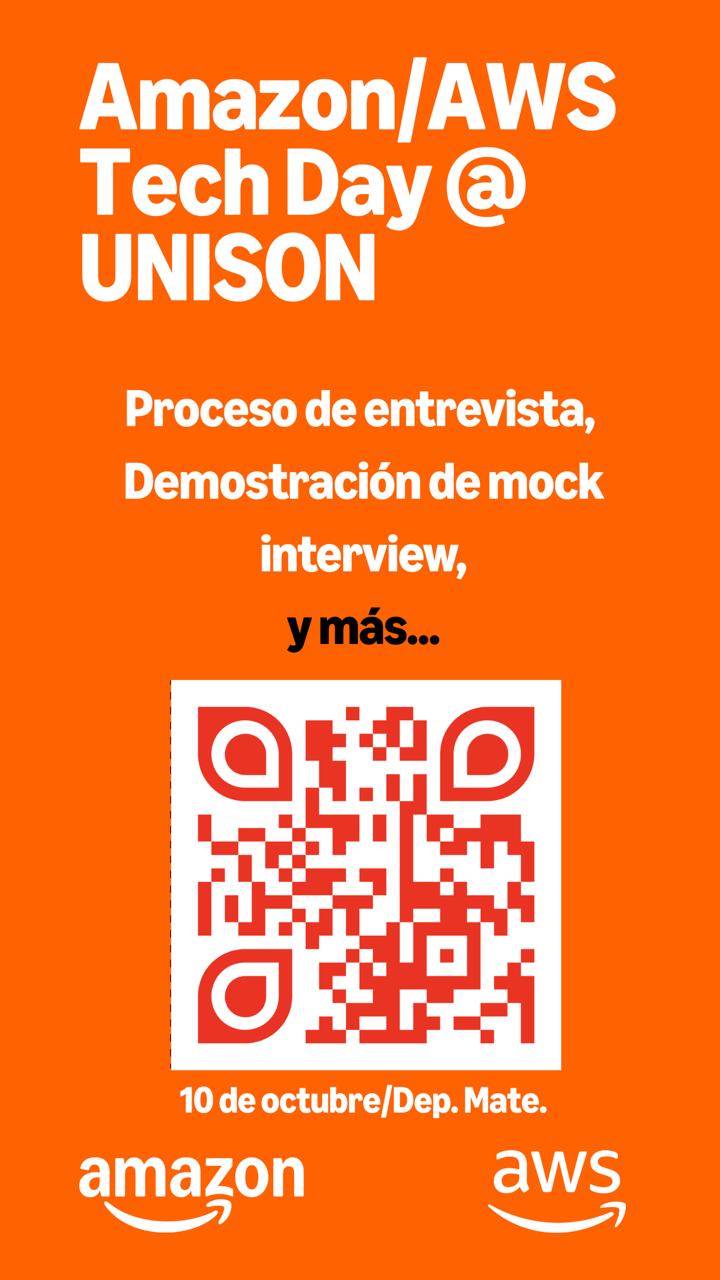 Amazon/AWS
Tech Day @
UNISON
Proceso de entrevista,
Demostración de mock
interview,
y más...
10 de octubre/Dep. Mate.
amazon
aws